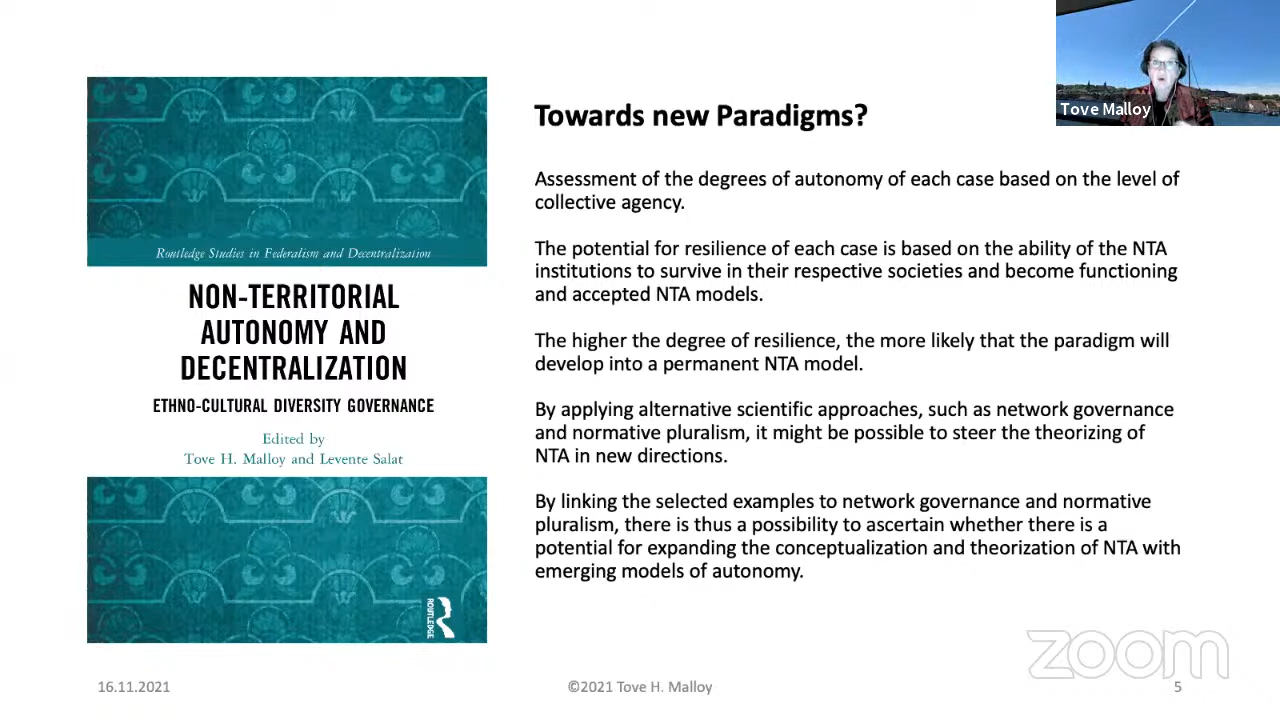 Tove Malloy
Routledge Studies in Federalism and Decentralization
NON-TERRITORIAL
AUTONOMY AND
DECENTRALIZATION
ETHNO-CULTURAL DIVERSITY GOVERNANCE
Edited by
Tove H. Malloy and Levente Salat
ROUTLEDGE
Towards new Paradigms?
Assessment of the degrees of autonomy of each case based on the level of
collective agency.
The potential for resilience of each case is based on the ability of the NTA
institutions to survive in their respective societies and become functioning
and accepted NTA models.
The higher the degree of resilience, the more likely that the paradigm will
develop into a permanent NTA model.
By applying alternative scientific approaches, such as network governance
and normative pluralism, it might be possible to steer the theorizing of
NTA in new directions.
By linking the selected examples to network governance and normative
pluralism, there is thus a possibility to ascertain whether there is a
potential for expanding the conceptualization and theorization of NTA with
emerging models of autonomy.
zoom
16.11.2021
©2021 Tove H. Malloy
5